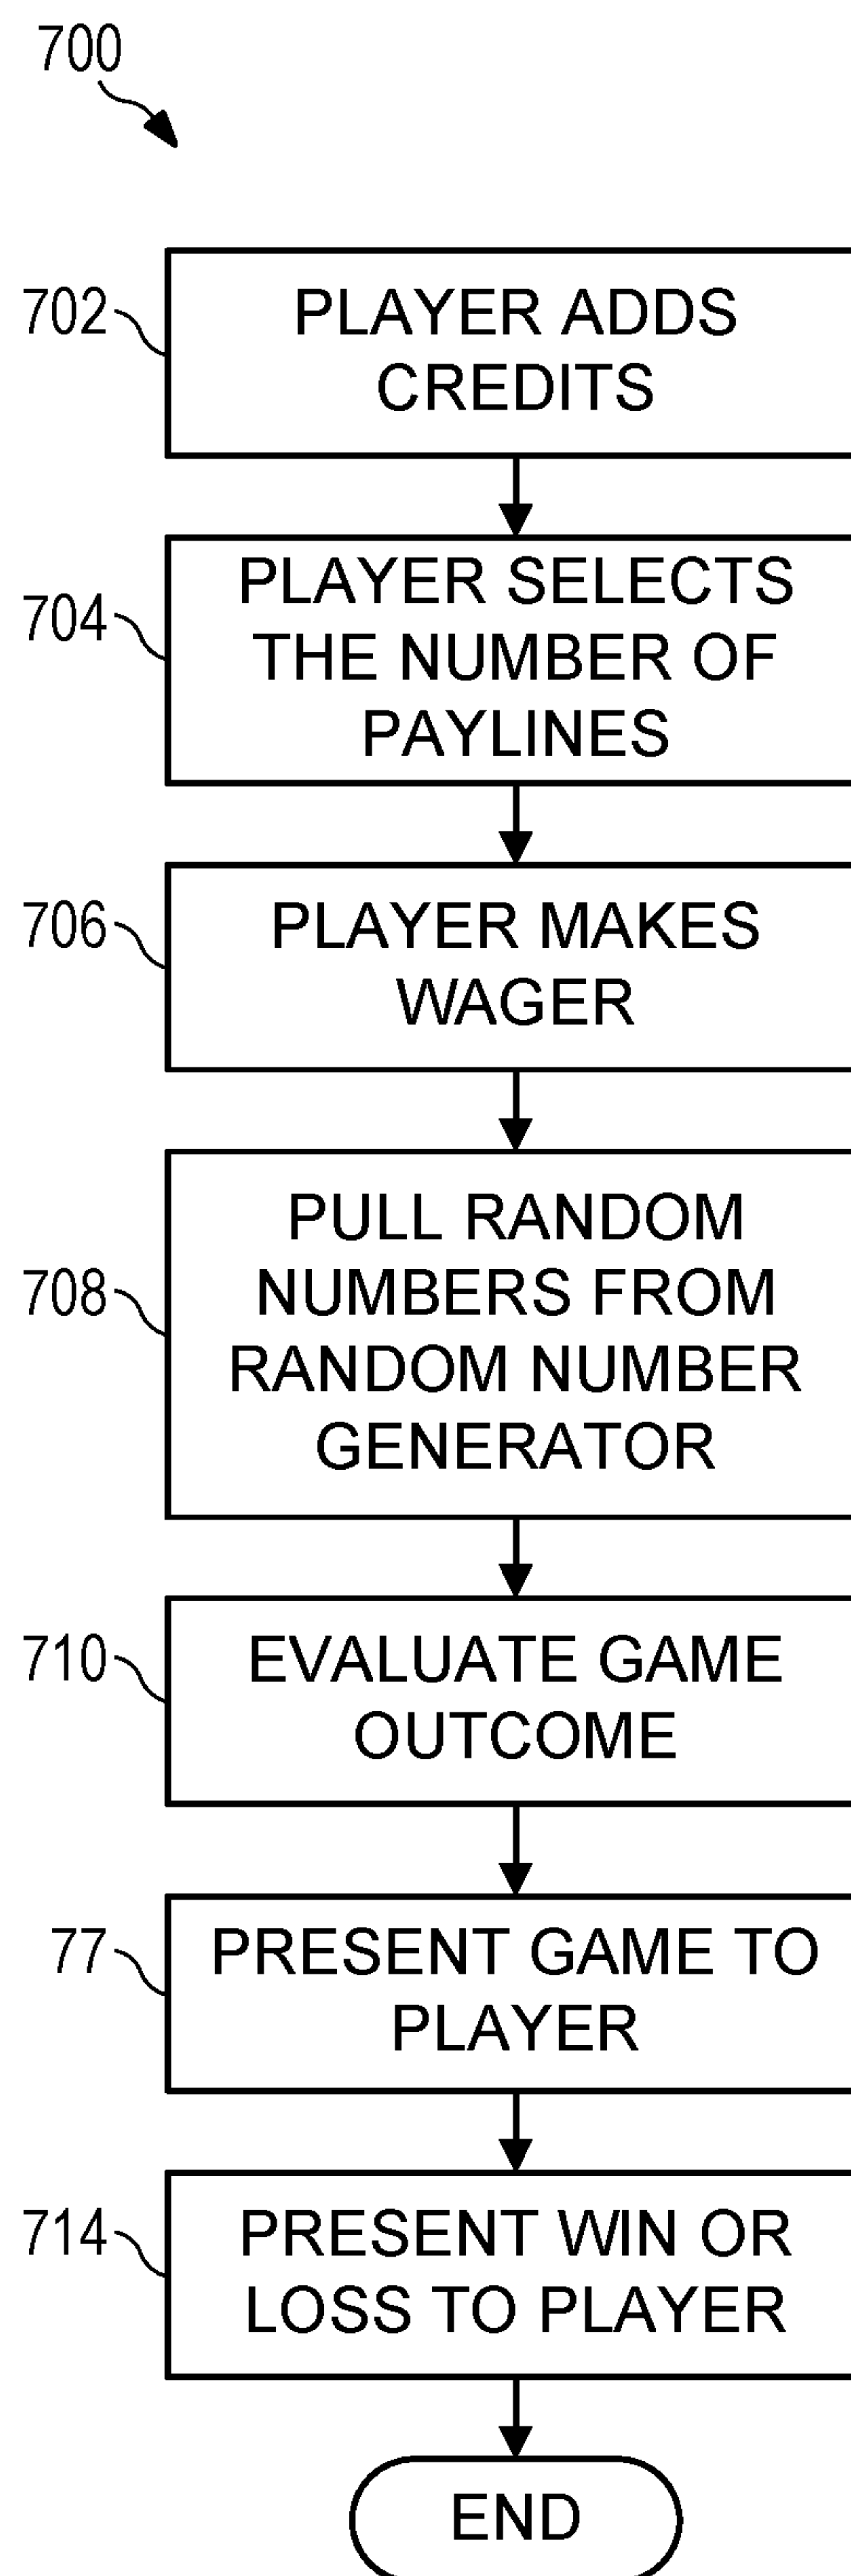 700
702
PLAYER ADDS
CREDITS
704
PLAYER SELECTS
THE NUMBER OF
PAYLINES
706
PLAYER MAKES
WAGER
708
PULL RANDOM
NUMBERS FROM
RANDOM NUMBER
GENERATOR
710
EVALUATE GAME
OUTCOME
77
PRESENT GAME TO
PLAYER
714
PRESENT WIN OR
LOSS TO PLAYER
END